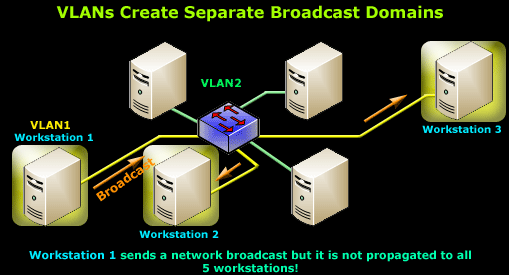 VLANs Create Separate Broadcast Domains
VLAN2
VLAN1
Workstation 1
Workstation 3
Broadcast
Workstation 2
Workstation 1 sends a network broadcast but it is not propagated to all
5 workstations!